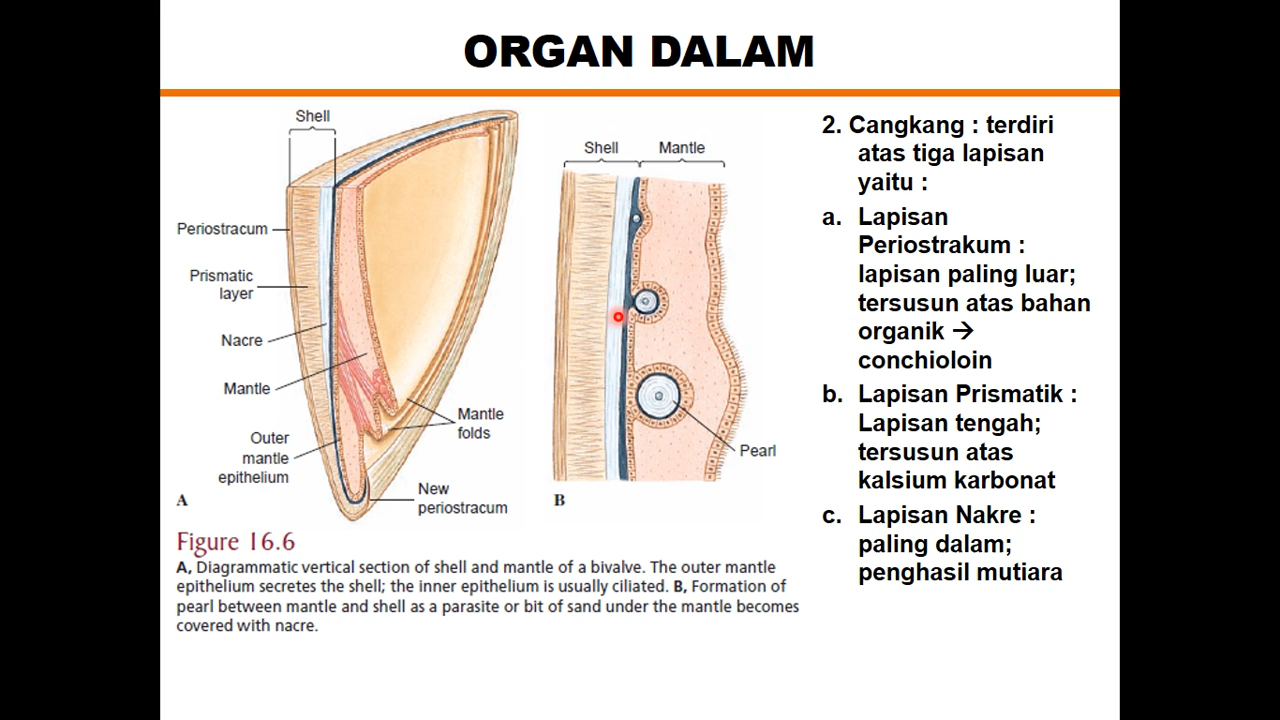 ORGAN DALAM
Shell
Periostracum
Prismatic
layer
Nacre
Mantle
Outer
mantle
epithelium
Mantle
folds
New
periostracum
A
Shell
Mantle
Pearl
B
Figure 16.6
A, Diagrammatic vertical section of shell and mantle of a bivalve. The outer mantle
epithelium secretes the shell; the inner epithelium is usually ciliated. B, Formation of
pearl between mantle and shell as a parasite or bit of sand under the mantle becomes
covered with nacre.
2. Cangkang : terdiri
atas tiga lapisan
yaitu :
a. Lapisan
Periostrakum :
lapisan paling luar;
tersusun atas bahan
organik →
conchioloin
b. Lapisan Prismatik :
Lapisan tengah;
tersusun atas
kalsium karbonat
c. Lapisan Nakre :
paling dalam;
penghasil mutiara